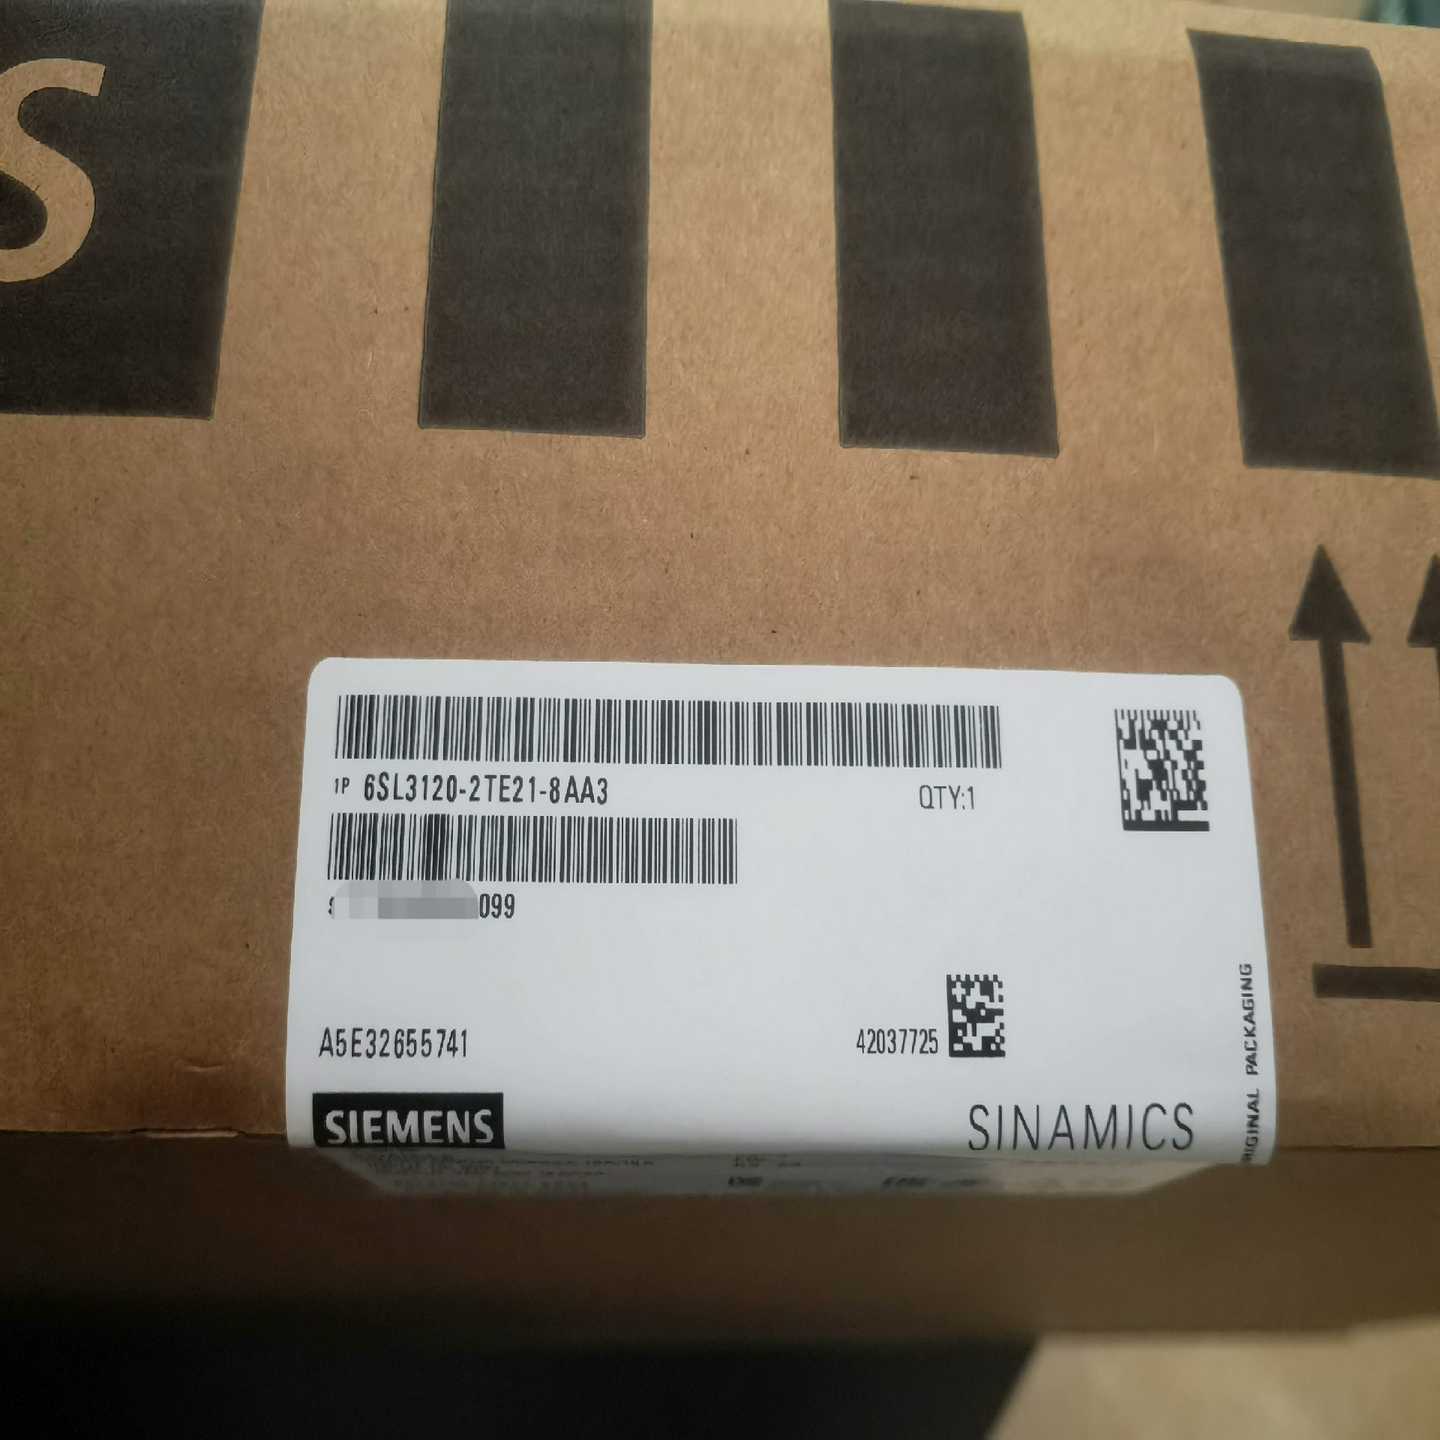 S
1P 6SL3120-2TE21-8AA3 QTY:1
099
A5E32655741 42037725
SIEMENS SINAMICS
ORIGINAL PACKAGING